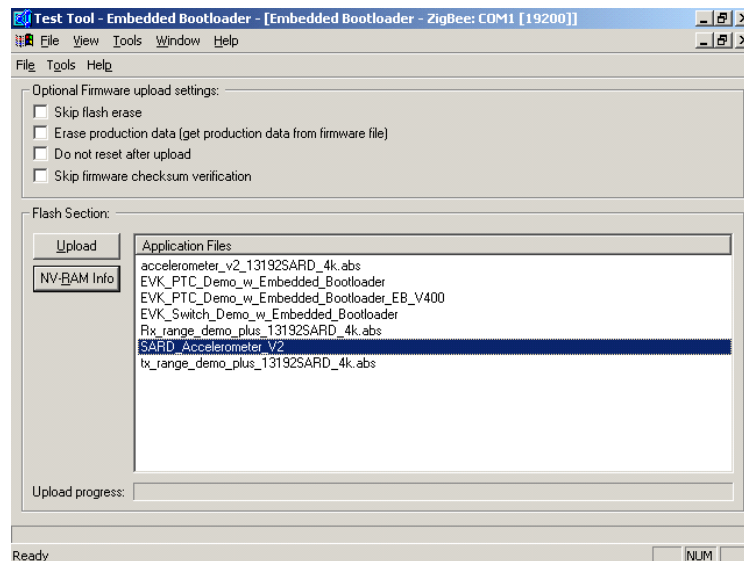 Test Tool - Embedded Bootloader - [Embedded Bootloader - ZigBee: COM1 [19200]]
File View Tools Window Help
File Tools Help
Optional Firmware upload settings:
Skip flash erase
Erase production data (get production data from firmware file)
Do not reset after upload
Skip firmware checksum verification
Flash Section:
Upload
NV-RAM Info
Application Files
accelerometer_v2_13192SARD_4k.abs
EVK_PTC_Demo_w_Embedded_Bootloader
EVK_PTC_Demo_w_Embedded_Bootloader_EB_V400
EVK_Switch_Demo_w_Embedded_Bootloader
Rx_range_demo_plus_13192SARD_4k.abs
SARD_Accelerometer_V2
tx_range_demo_plus_13192SARD_4k.abs
Upload progress:
Ready NUM